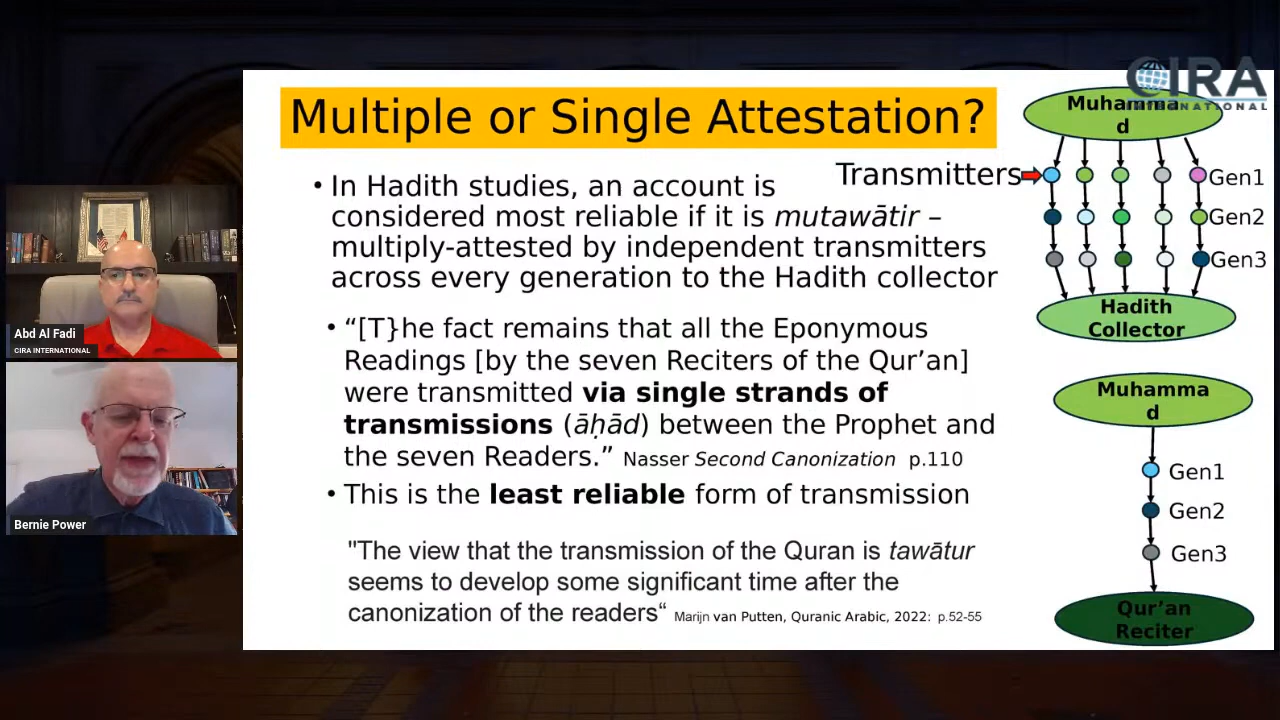 CIRA
INTERNATIONAL
Multiple or Single Attestation?
• In Hadith studies, an account is
considered most reliable if it is mutawātir –
multiply-attested by independent transmitters
across every generation to the Hadith collector
• “[T}he fact remains that all the Eponymous
Readings [by the seven Reciters of the Qur’an]
were transmitted via single strands of
transmissions (āḥād) between the Prophet and
the seven Readers.” Nasser Second Canonization p.110
• This is the least reliable form of transmission
"The view that the transmission of the Quran is tawātur
seems to develop some significant time after the
canonization of the readers“ Marijn van Putten, Quranic Arabic, 2022: p.52-55
Muhamma
d
Transmitters
Gen1
Gen2
Gen3
Hadith
Collector
Muhamma
d
Gen1
Gen2
Gen3
Qur’an
Reciter
Abd Al Fadi
CIRA INTERNATIONAL
Bernie Power